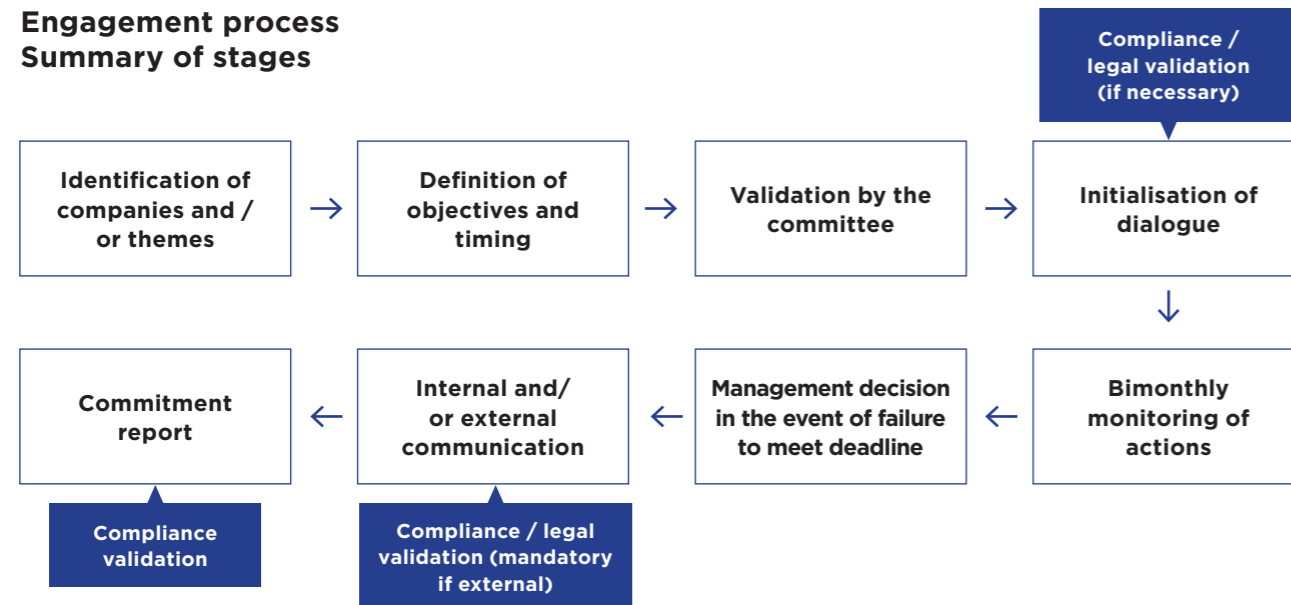 Engagement process
Summary of stages
Compliance /
legal validation
(if necessary)
Identification of
companies and /
or themes
Definition of
objectives and
timing
Validation by the
committee
Initialisation of
dialogue
Commitment
report
Internal and/
or external
communication
Management decision
in the event of failure
to meet deadline
Bimonthly
monitoring of
actions
Compliance
validation
Compliance / legal
validation (mandatory
if external)